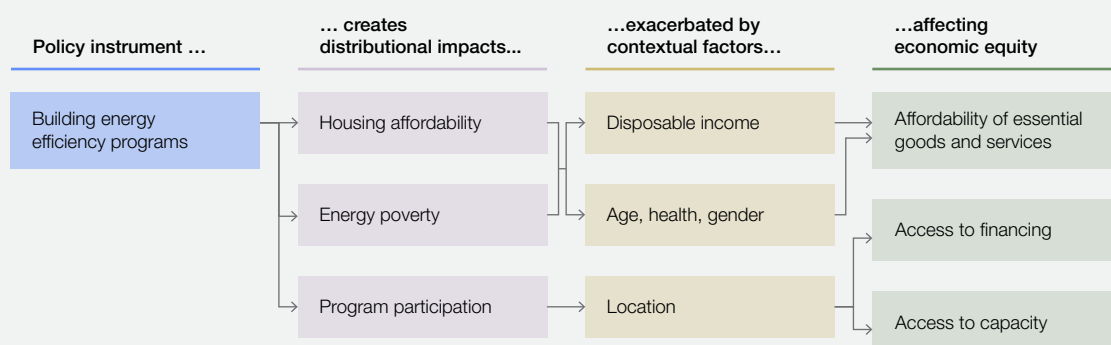 Policy instrument …
… creates
distributional impacts...
…exacerbated by
contextual factors…
…affecting
economic equity
Building energy
efficiency programs
Housing affordability
Energy poverty
Program participation
Disposable income
Age, health, gender
Location
Affordability of essential
goods and services
Access to financing
Access to capacity